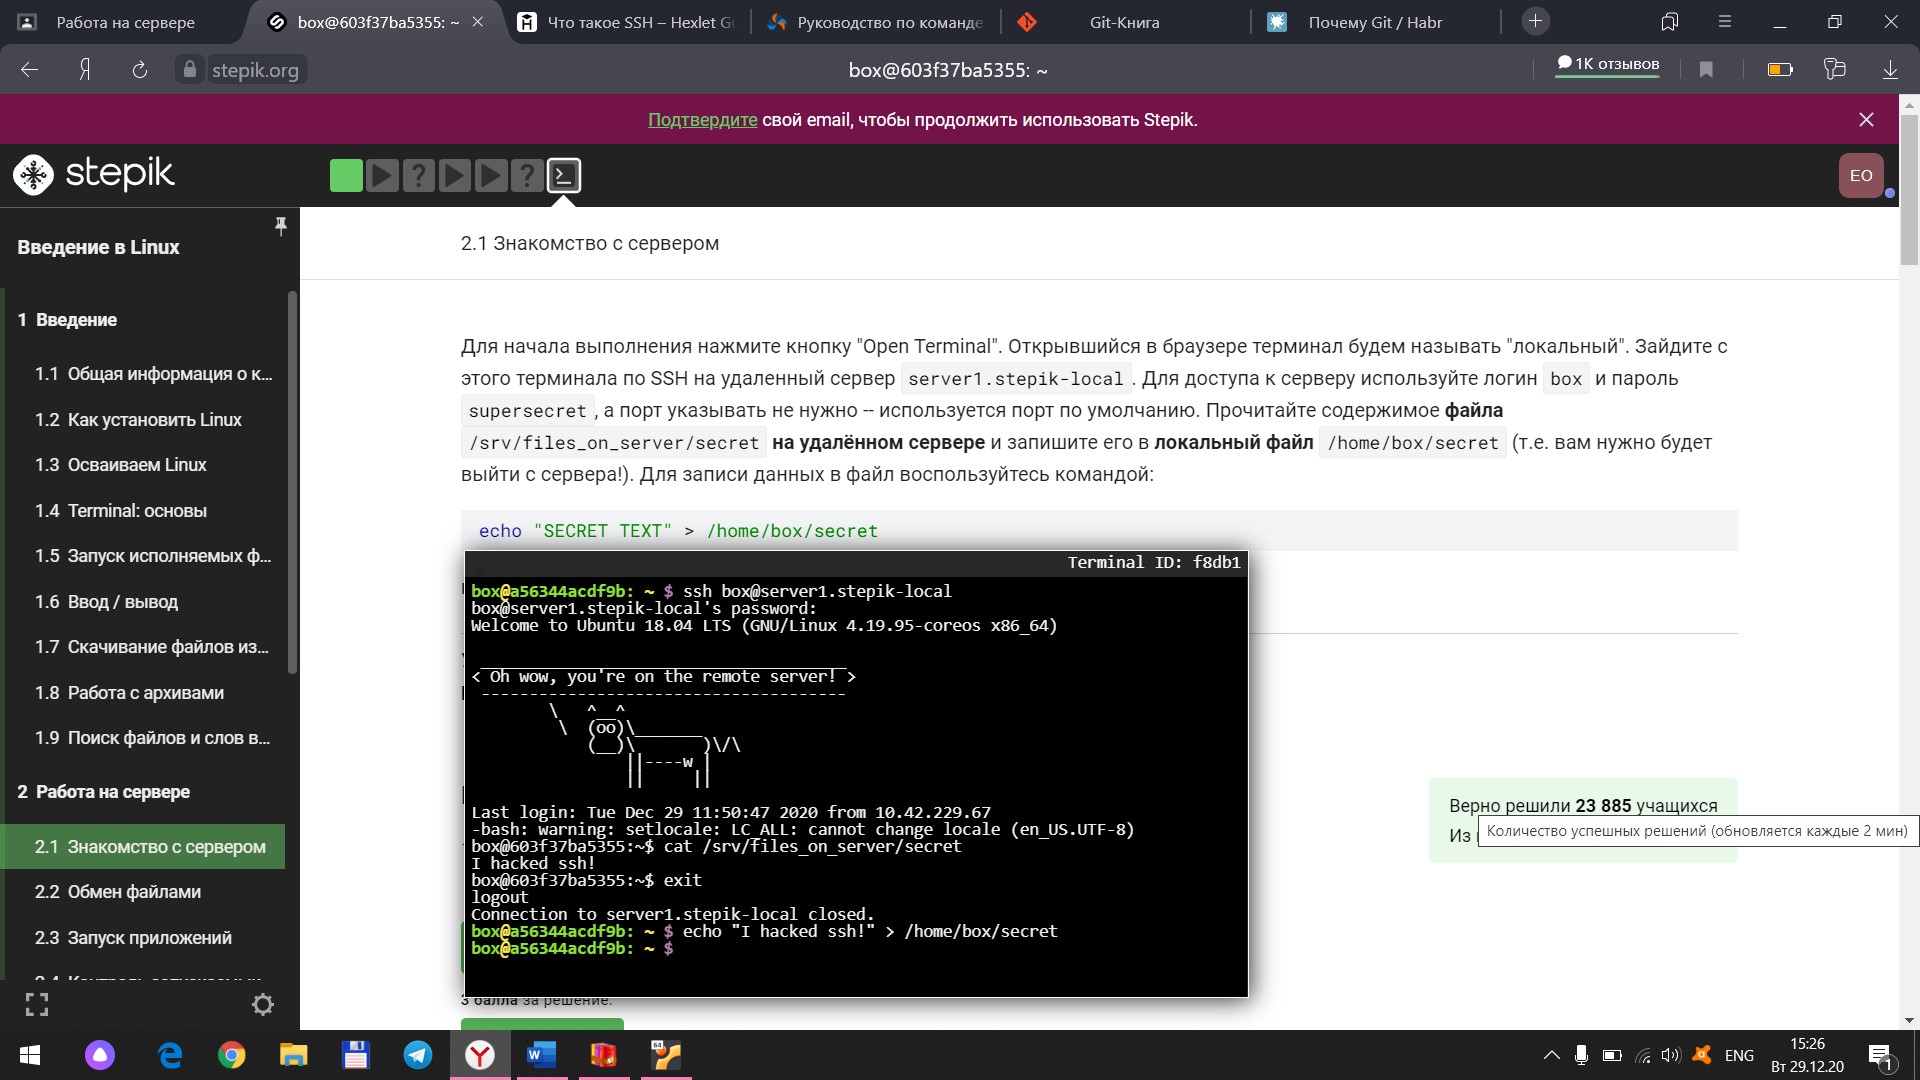 Работа на сервере
box@603f37ba5355: ~
Что такое SSH – Hexlet Gu
Руководство по команде
Git-Книга
Почему Git / Habr
stepik.org
box@603f37ba5355: ~
1K отзывов
Подтвердите свой email, чтобы продолжить использовать Stepik.
stepik
EO
Введение в Linux
1 Введение
1.1 Общая информация о к...
1.2 Как установить Linux
1.3 Осваиваем Linux
1.4 Terminal: основы
1.5 Запуск исполняемых ф...
1.6 Ввод / вывод
1.7 Скачивание файлов из...
1.8 Работа с архивами
1.9 Поиск файлов и слов в...
2 Работа на сервере
2.1 Знакомство с сервером
2.2 Обмен файлами
2.3 Запуск приложений
2.1 Знакомство с сервером
Для начала выполнения нажмите кнопку "Open Terminal". Открывшийся в браузере терминал будем называть "локальный". Зайдите с
этого терминала по SSH на удаленный сервер server1.stepik-local . Для доступа к серверу используйте логин box и пароль
supersecret , а порт указывать не нужно -- используется порт по умолчанию. Прочитайте содержимое файла
/srv/files_on_server/secret на удалённом сервере и запишите его в локальный файл /home/box/secret (т.е. вам нужно будет
выйти с сервера!). Для записи данных в файл воспользуйтесь командой:
echo "SECRET TEXT" > /home/box/secret
Terminal ID: f8db1
box@a56344acdf9b: ~ $ ssh box@server1.stepik-local
box@server1.stepik-local's password:
Welcome to Ubuntu 18.04 LTS (GNU/Linux 4.19.95-coreos x86_64)
______________________________________
< Oh wow, you're on the remote server! >
--------------------------------------
\   ^__^
\  (oo)\_______
(__)\       )\/\
||----w |
||     ||
Last login: Tue Dec 29 11:50:47 2020 from 10.42.229.67
-bash: warning: setlocale: LC_ALL: cannot change locale (en_US.UTF-8)
box@603f37ba5355:~$ cat /srv/files_on_server/secret
I hacked ssh!
box@603f37ba5355:~$ exit
logout
Connection to server1.stepik-local closed.
box@a56344acdf9b: ~ $ echo "I hacked ssh!" > /home/box/secret
box@a56344acdf9b: ~ $
3 балла за решение.
Верно решили 23 885 учащихся
Из
Количество успешных решений (обновляется каждые 2 мин)
64
ENG
15:26
Вт 29.12.20
1